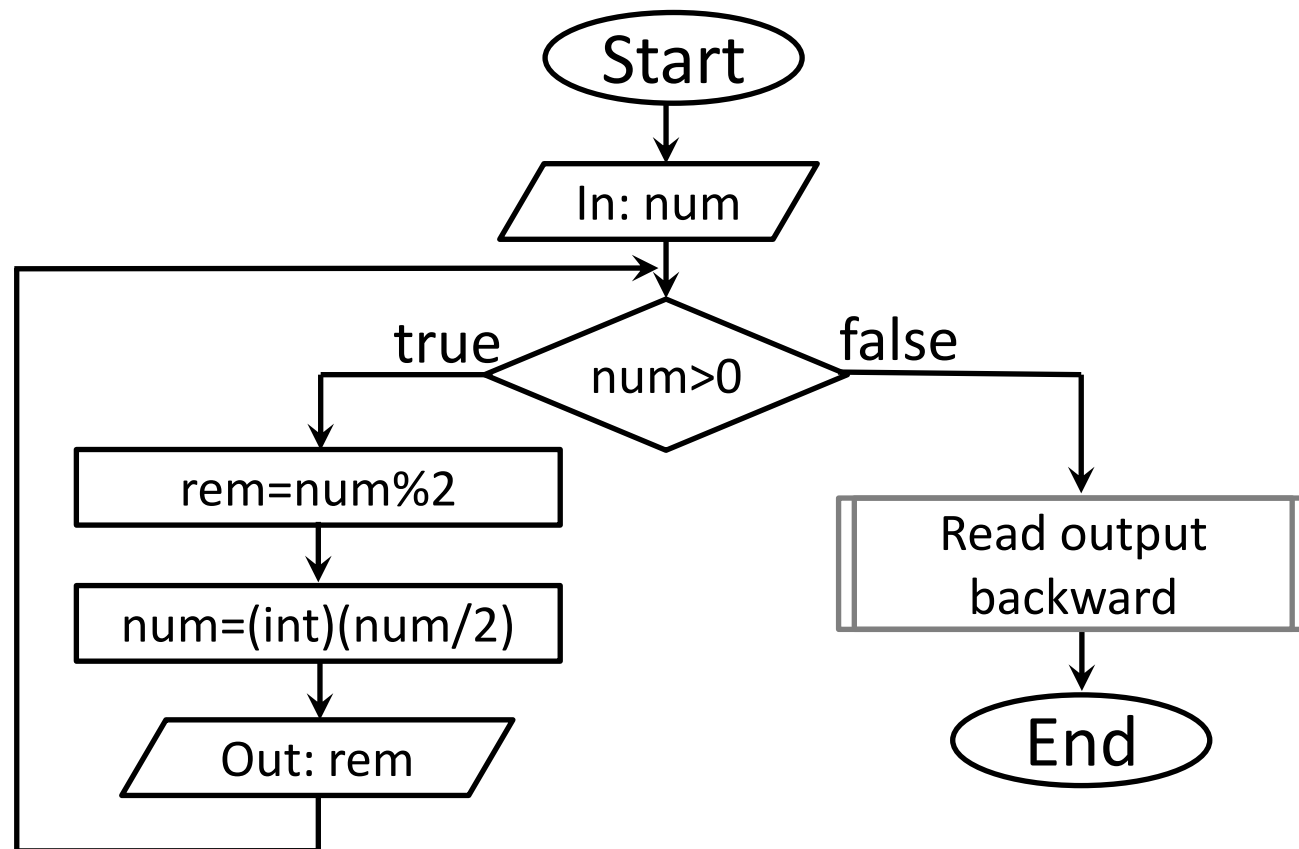 Start
In: num
true
false
num>0
rem=num%2
num=(int)(num/2)
Out: rem
Read output
backward
End